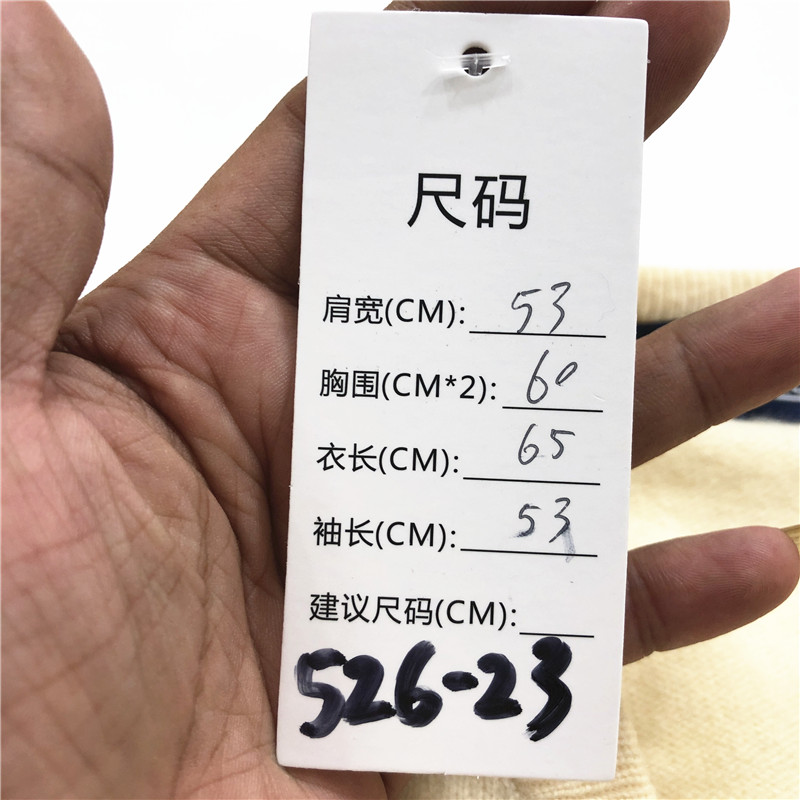 尺码
肩宽(CM): 53
胸围(CM*2): 60
衣长(CM): 65
袖长(CM): 53
建议尺码(CM):
526-23